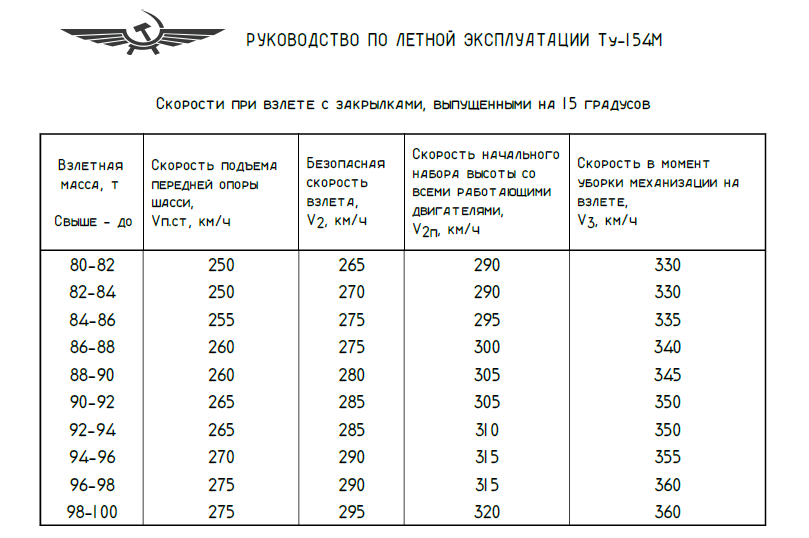 Руководство по летной эксплуатации Ту-154М
Скорости при взлете с закрылками, выпущенными на 15 градусов
Взлетная
масса, т
Свыше - до
Скорость подъема
передней опоры
шасси,
Vп.ст, км/ч
Безопасная
скорость
взлета,
V2, км/ч
Скорость начального
набора высоты со
всеми работающими
двигателями,
V2п, км/ч
Скорость в момент
уборки механизации на
взлете,
V3, км/ч
80-82 250 265 290 330
82-84 250 270 290 330
84-86 255 275 295 335
86-88 260 275 300 340
88-90 260 280 305 345
90-92 265 285 305 350
92-94 265 285 310 350
94-96 270 290 315 355
96-98 275 290 315 360
98-100 275 295 320 360